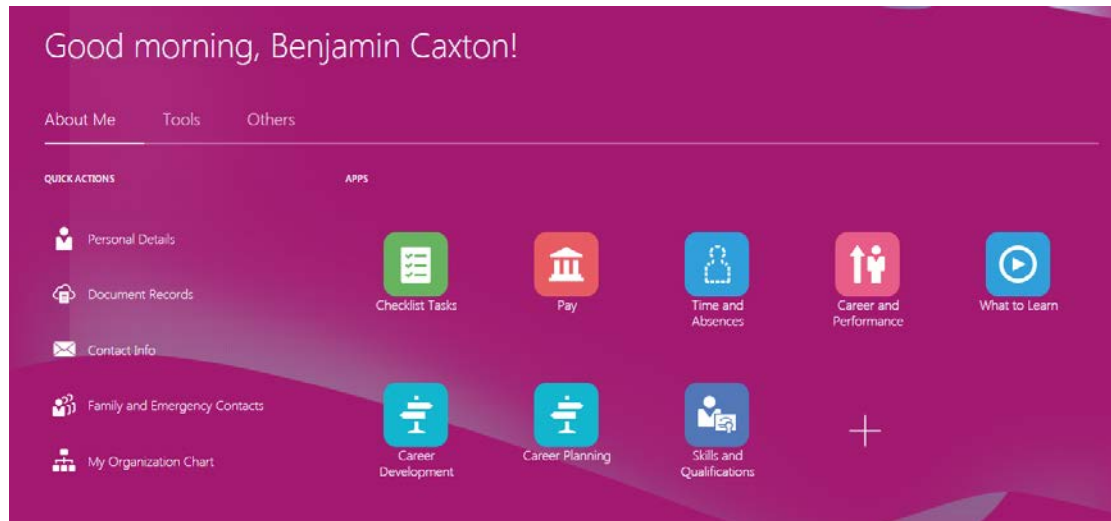 Good morning, Benjamin Caxton!
About Me Tools Others
QUICK ACTIONS
APPS
Personal Details
Document Records
Contact Info
Family and Emergency Contacts
My Organization Chart
Checklist Tasks
Pay
Time and
Absences
Career and
Performance
What to Learn
Career
Development
Career Planning
Skills and
Qualifications